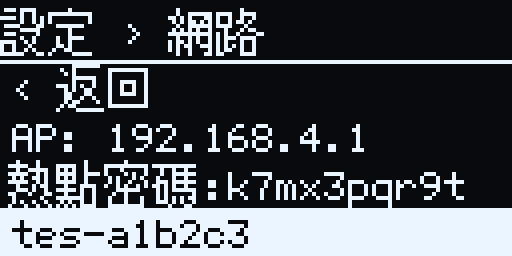 設定 > 網路
< 返回
AP: 192.168.4.1
熱點密碼:k7mx3pqr9t
tes-a1b2c3